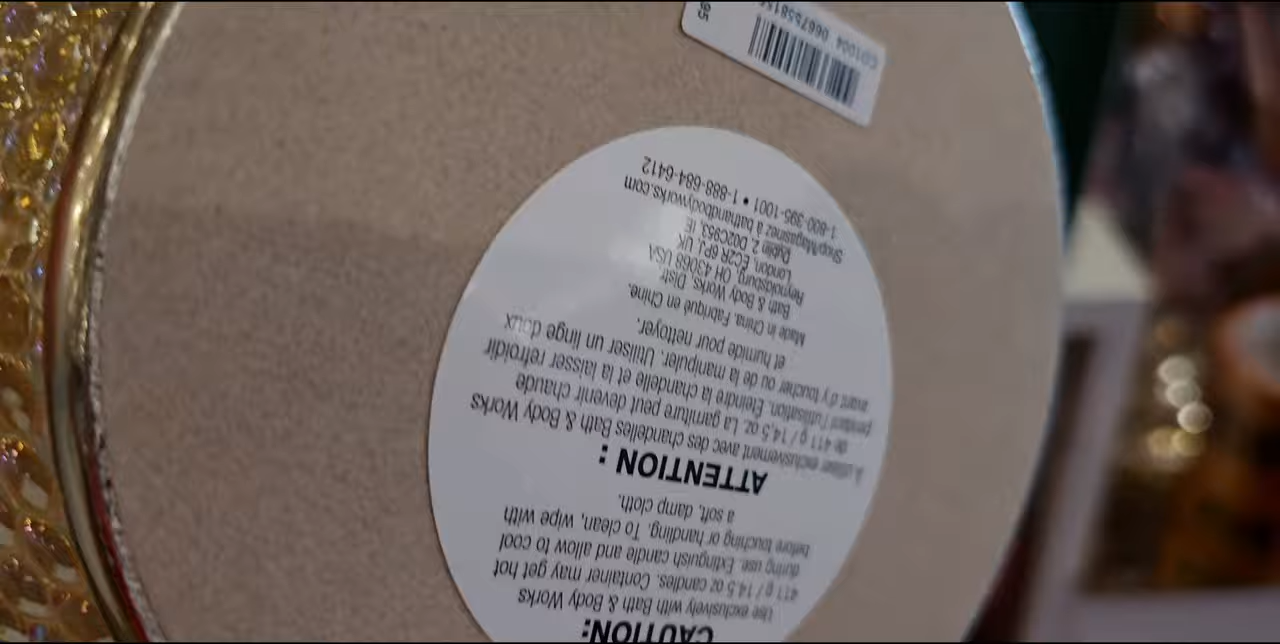 CAUTION:
Use exclusively with Bath & Body Works
411 g / 14.5 oz candles. Container may get hot
during use. Extinguish candle and allow to cool
before touching or handling. To clean, wipe with
a soft, damp cloth.
ATTENTION :
À utiliser exclusivement avec des chandelles Bath & Body Works
de 411 g / 14,5 oz. La garniture peut devenir chaude
pendant l'utilisation. Éteindre la chandelle et la laisser refroidir
avant d'y toucher ou de la manipuler. Utiliser un linge doux
et humide pour nettoyer.
Made in China. Fabriqué en Chine.
Bath & Body Works, Distr.
Reynoldsburg, OH 43068 USA
London, EC2R 6PJ, UK
Dublin 2, D02C953, IE
Shop/Magasinez à bathandbodyworks.com
1-800-395-1001 • 1-888-684-6412